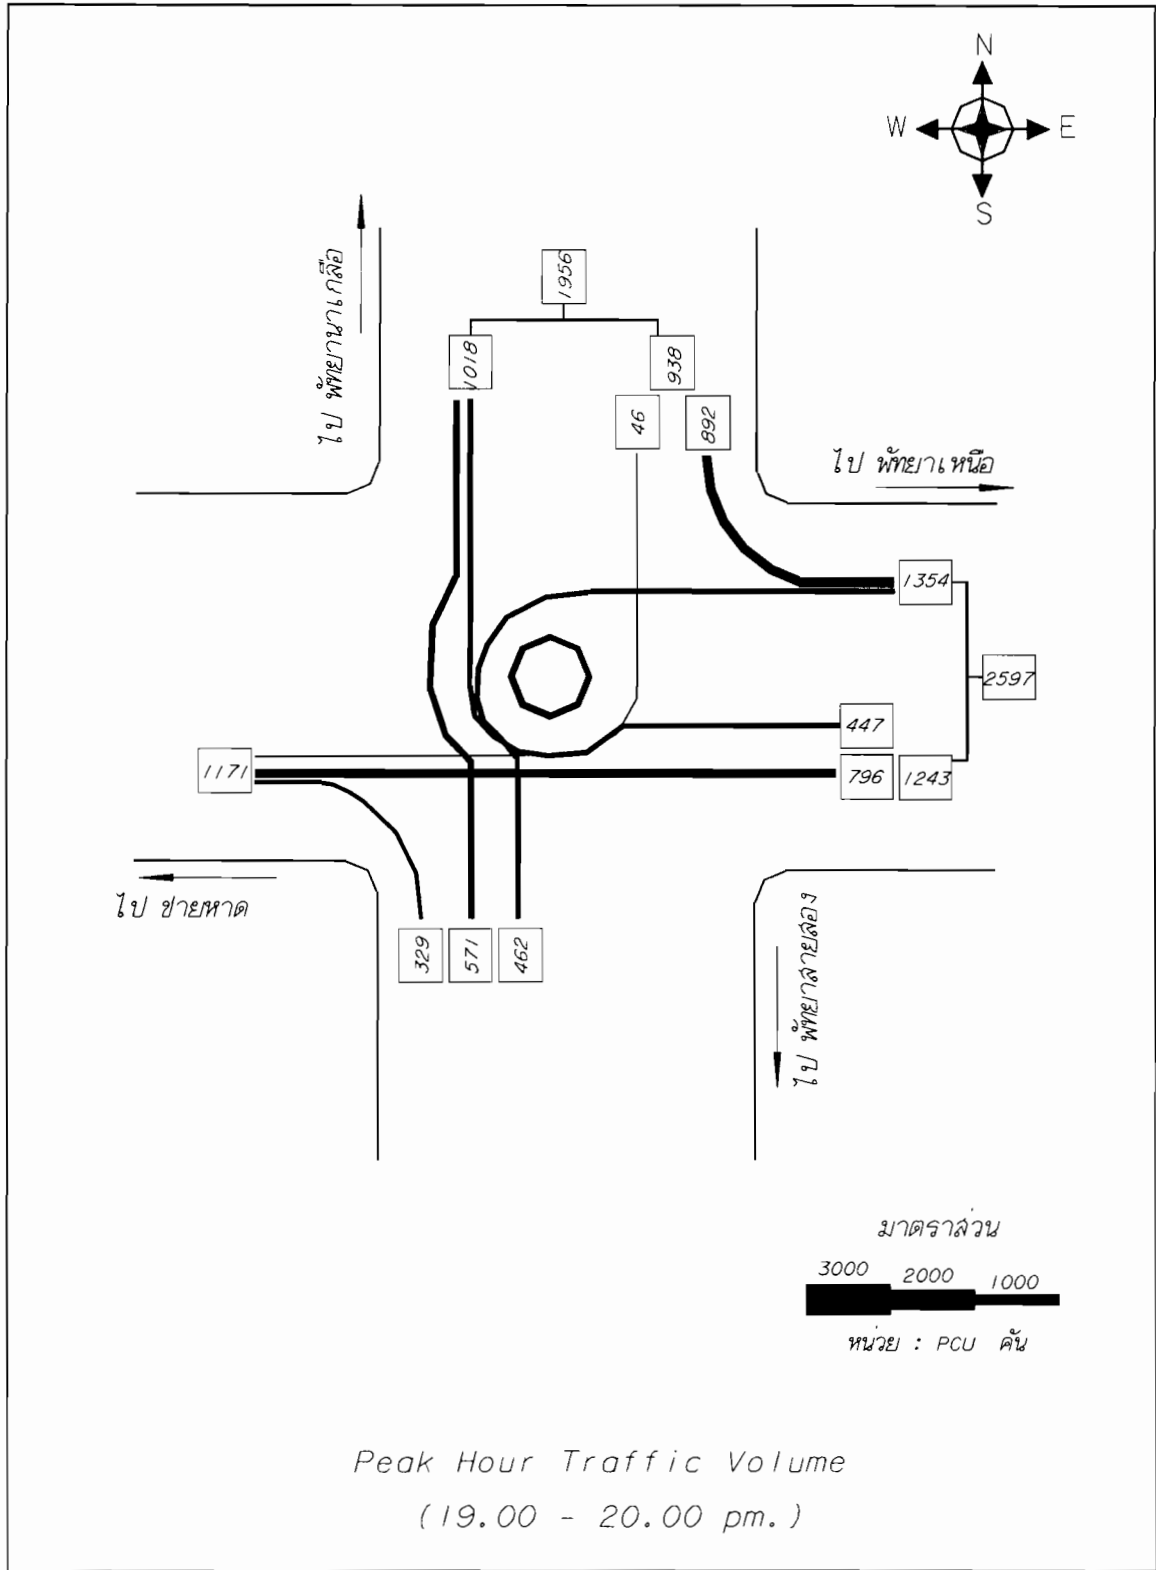 N
W
E
S
ไป พัทยานาเกลือ
1956
1018
938
46
892
ไป พัทยาเหนือ
1354
2597
447
1171
796
1243
ไป ชายหาด
329
571
462
ไป พัทยาสายสอง
มาตราส่วน
3000 2000 1000
หน่วย : PCU คัน
Peak Hour Traffic Volume
(19.00 - 20.00 pm.)